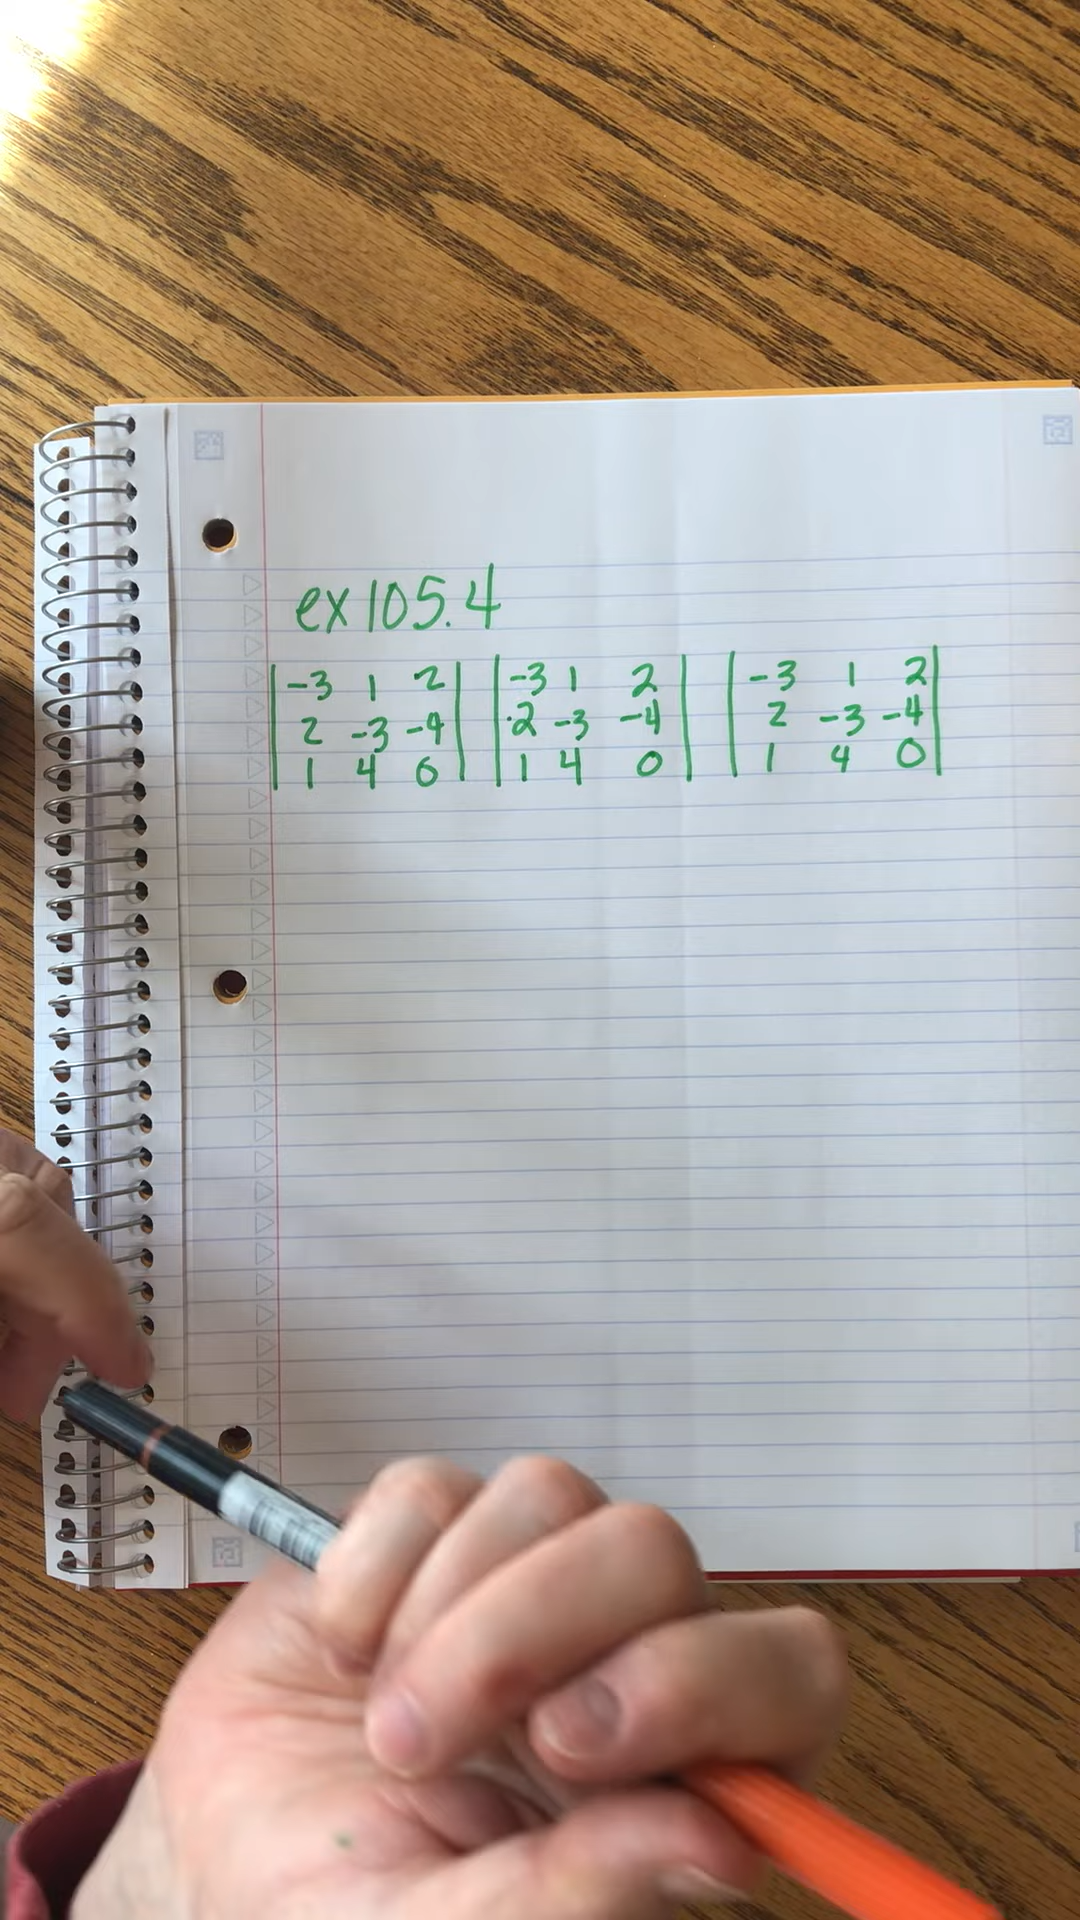 ex 105.4
|-3 1 2| |-3 1 2| |-3 1 2|
|2 -3 -4| |2 -3 -4| |2 -3 -4|
|1 4 0| |1 4 0| |1 4 0|